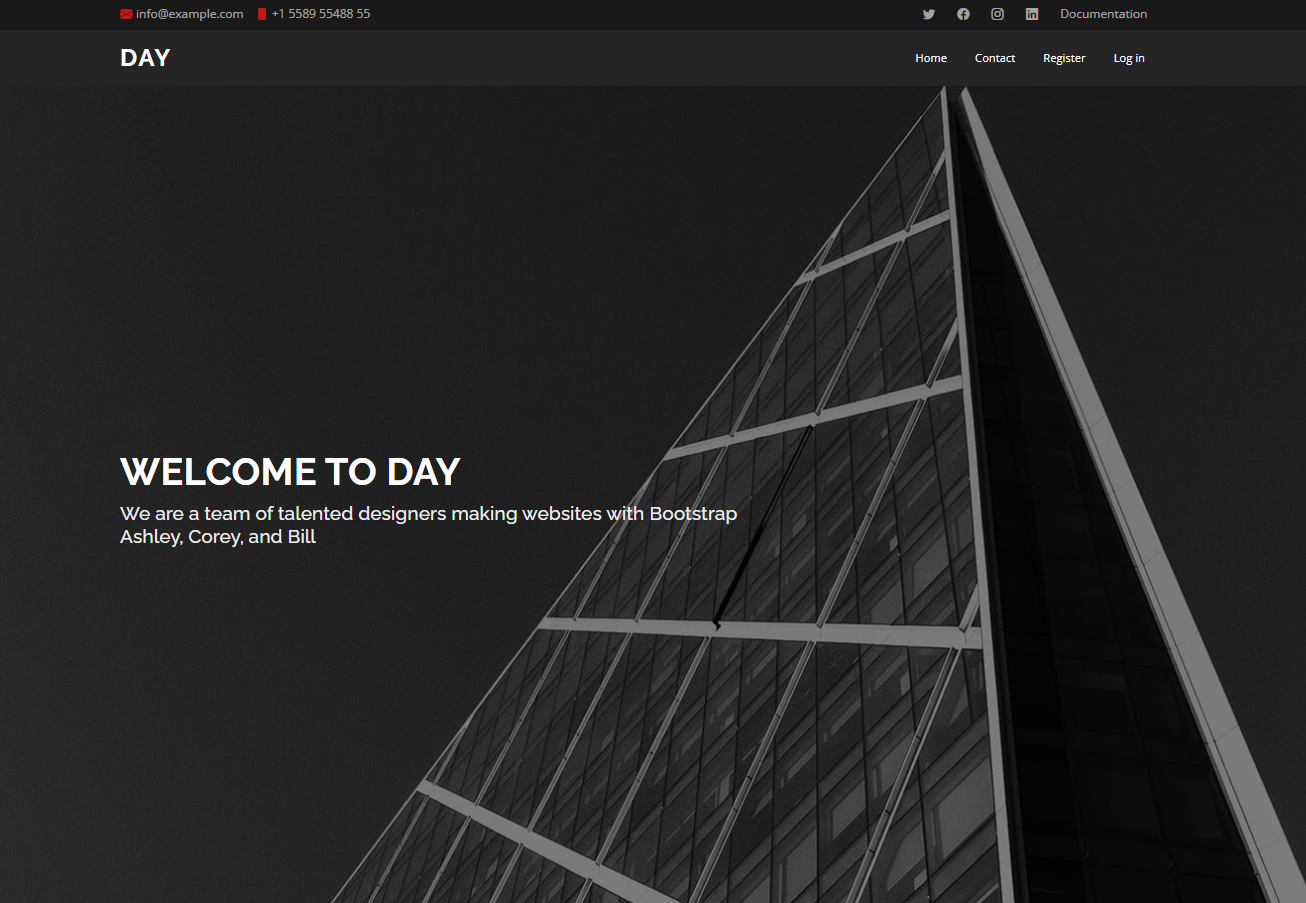 info@example.com +1 5589 55488 55 Documentation
DAY Home Contact Register Log in
WELCOME TO DAY
We are a team of talented designers making websites with Bootstrap
Ashley, Corey, and Bill